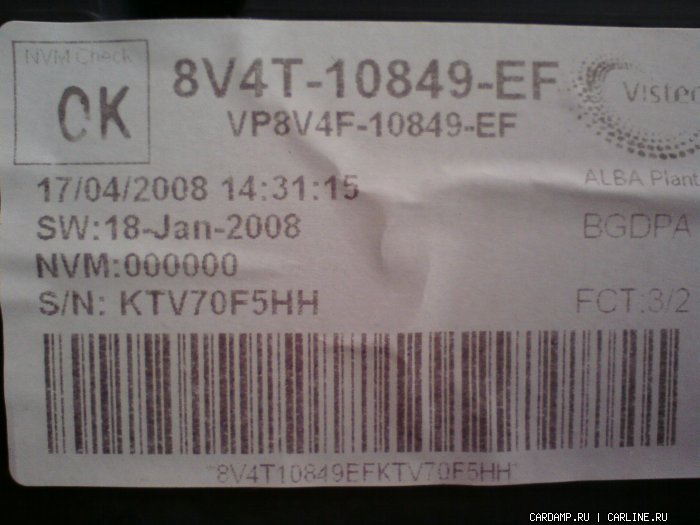 NVM Check
OK
8V4T-10849-EF
VP8V4F-10849-EF
ALBA Plant
17/04/2008 14:31:15
SW:18-Jan-2008
BGDPA
NVM:000000
S/N: KTV70F5HH
FCT:3/2
*8V4T10849EFKTV70F5HH*
CARDAMP.RU | CARLINE.RU